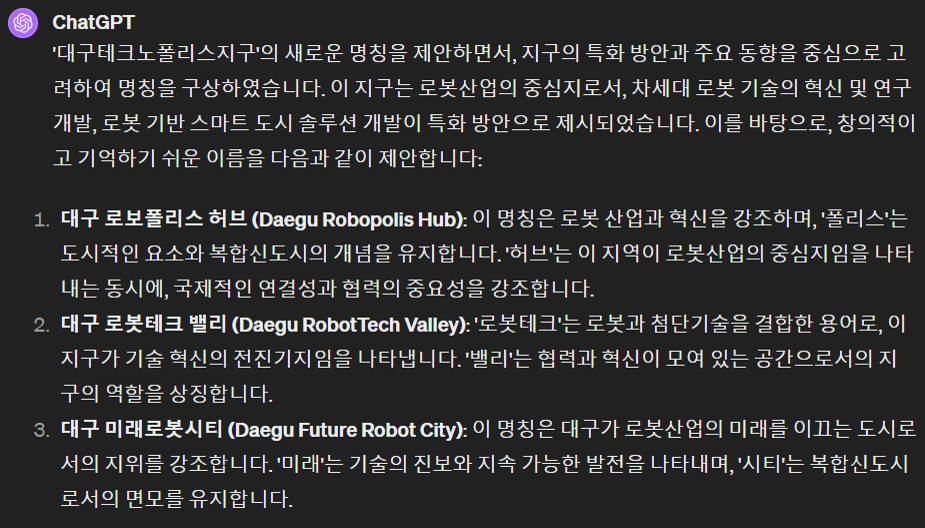 ChatGPT
'대구테크노폴리스지구'의 새로운 명칭을 제안하면서, 지구의 특화 방안과 주요 동향을 중심으로 고
려하여 명칭을 구상하였습니다. 이 지구는 로봇산업의 중심지로서, 차세대 로봇 기술의 혁신 및 연구
개발, 로봇 기반 스마트 도시 솔루션 개발이 특화 방안으로 제시되었습니다. 이를 바탕으로, 창의적이
고 기억하기 쉬운 이름을 다음과 같이 제안합니다:
1. 대구 로보폴리스 허브 (Daegu Robopolis Hub): 이 명칭은 로봇 산업과 혁신을 강조하며, '폴리스'는
도시적인 요소와 복합신도시의 개념을 유지합니다. '허브'는 이 지역이 로봇산업의 중심지임을 나타
내는 동시에, 국제적인 연결성과 협력의 중요성을 강조합니다.
2. 대구 로봇테크 밸리 (Daegu RobotTech Valley): '로봇테크'는 로봇과 첨단기술을 결합한 용어로, 이
지구가 기술 혁신의 전진기지임을 나타냅니다. '밸리'는 협력과 혁신이 모여 있는 공간으로서의 지
구의 역할을 상징합니다.
3. 대구 미래로봇시티 (Daegu Future Robot City): 이 명칭은 대구가 로봇산업의 미래를 이끄는 도시로
서의 지위를 강조합니다. '미래'는 기술의 진보와 지속 가능한 발전을 나타내며, '시티'는 복합신도시
로서의 면모를 유지합니다.